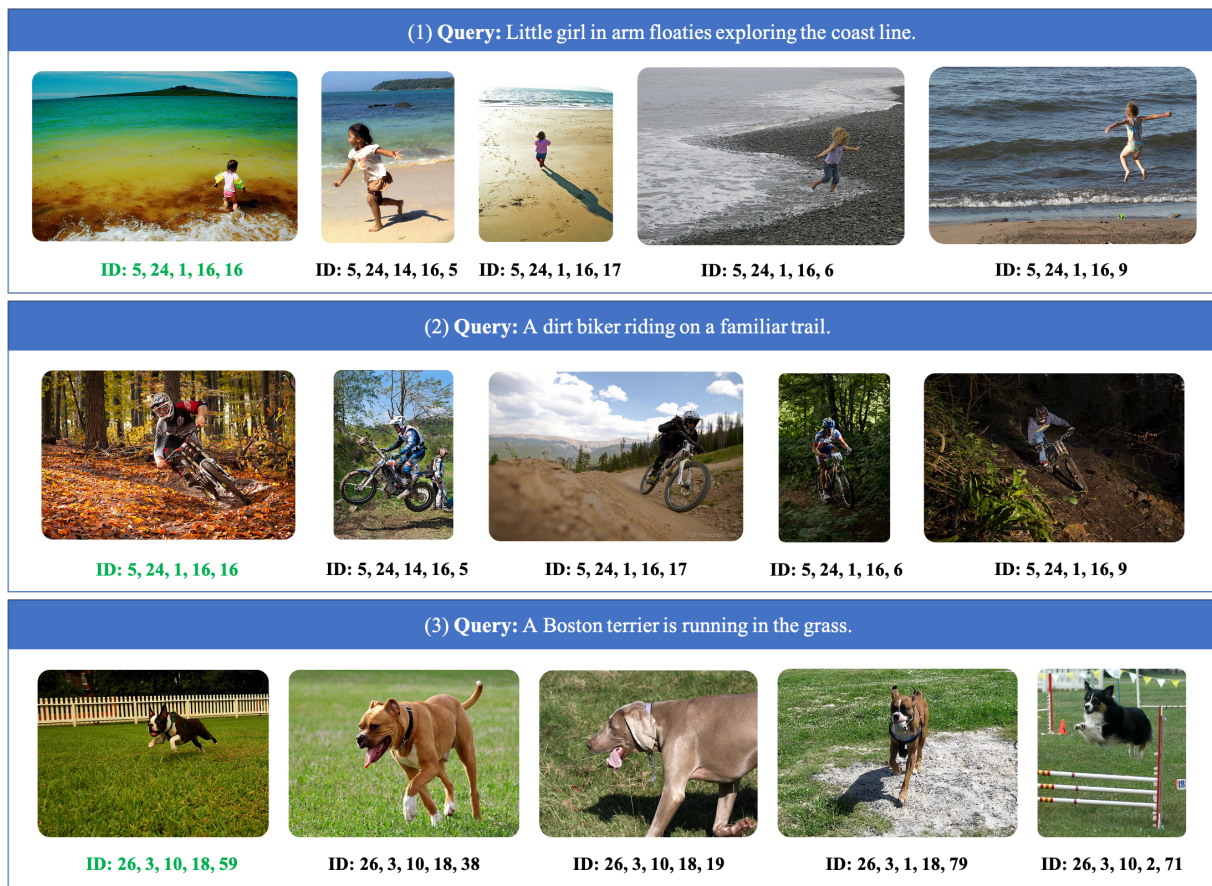 (1) Query: Little girl in arm floaties exploring the coast line.
ID: 5, 24, 1, 16, 16
ID: 5, 24, 14, 16, 5
ID: 5, 24, 1, 16, 17
ID: 5, 24, 1, 16, 6
ID: 5, 24, 1, 16, 9
(2) Query: A dirt biker riding on a familiar trail.
ID: 5, 24, 1, 16, 16
ID: 5, 24, 14, 16, 5
ID: 5, 24, 1, 16, 17
ID: 5, 24, 1, 16, 6
ID: 5, 24, 1, 16, 9
(3) Query: A Boston terrier is running in the grass.
18
ID: 26, 3, 10, 18, 59
ID: 26, 3, 10, 18, 38
ID: 26, 3, 10, 18, 19
ID: 26, 3, 1, 18, 79
ID: 26, 3, 10, 2, 71